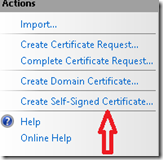 Actions
Import...
Create Certificate Request...
Complete Certificate Request...
Create Domain Certificate...
Create Self-Signed Certificate...
Help
Online Help